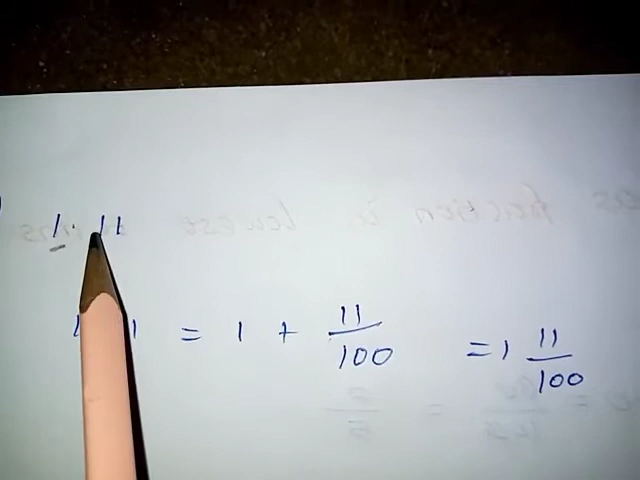 1.11
= 1 + 11/100 = 1 11/100